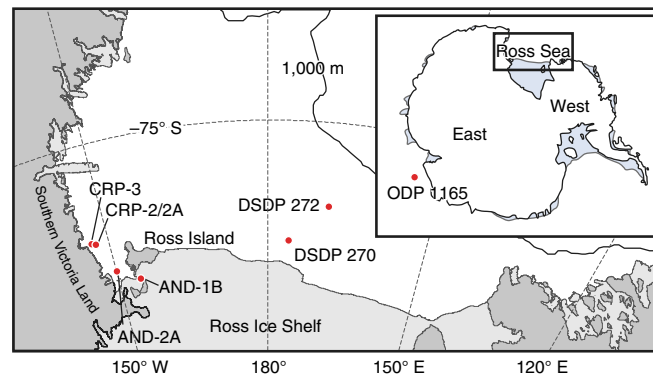 Ross Sea
1,000 m
West
–75° S
East
ODP 1165
CRP-3
CRP-2/2A
DSDP 272
Southern Victoria Land
Ross Island
DSDP 270
AND-1B
Ross Ice Shelf
AND-2A
150° W
180°
150° E
120° E